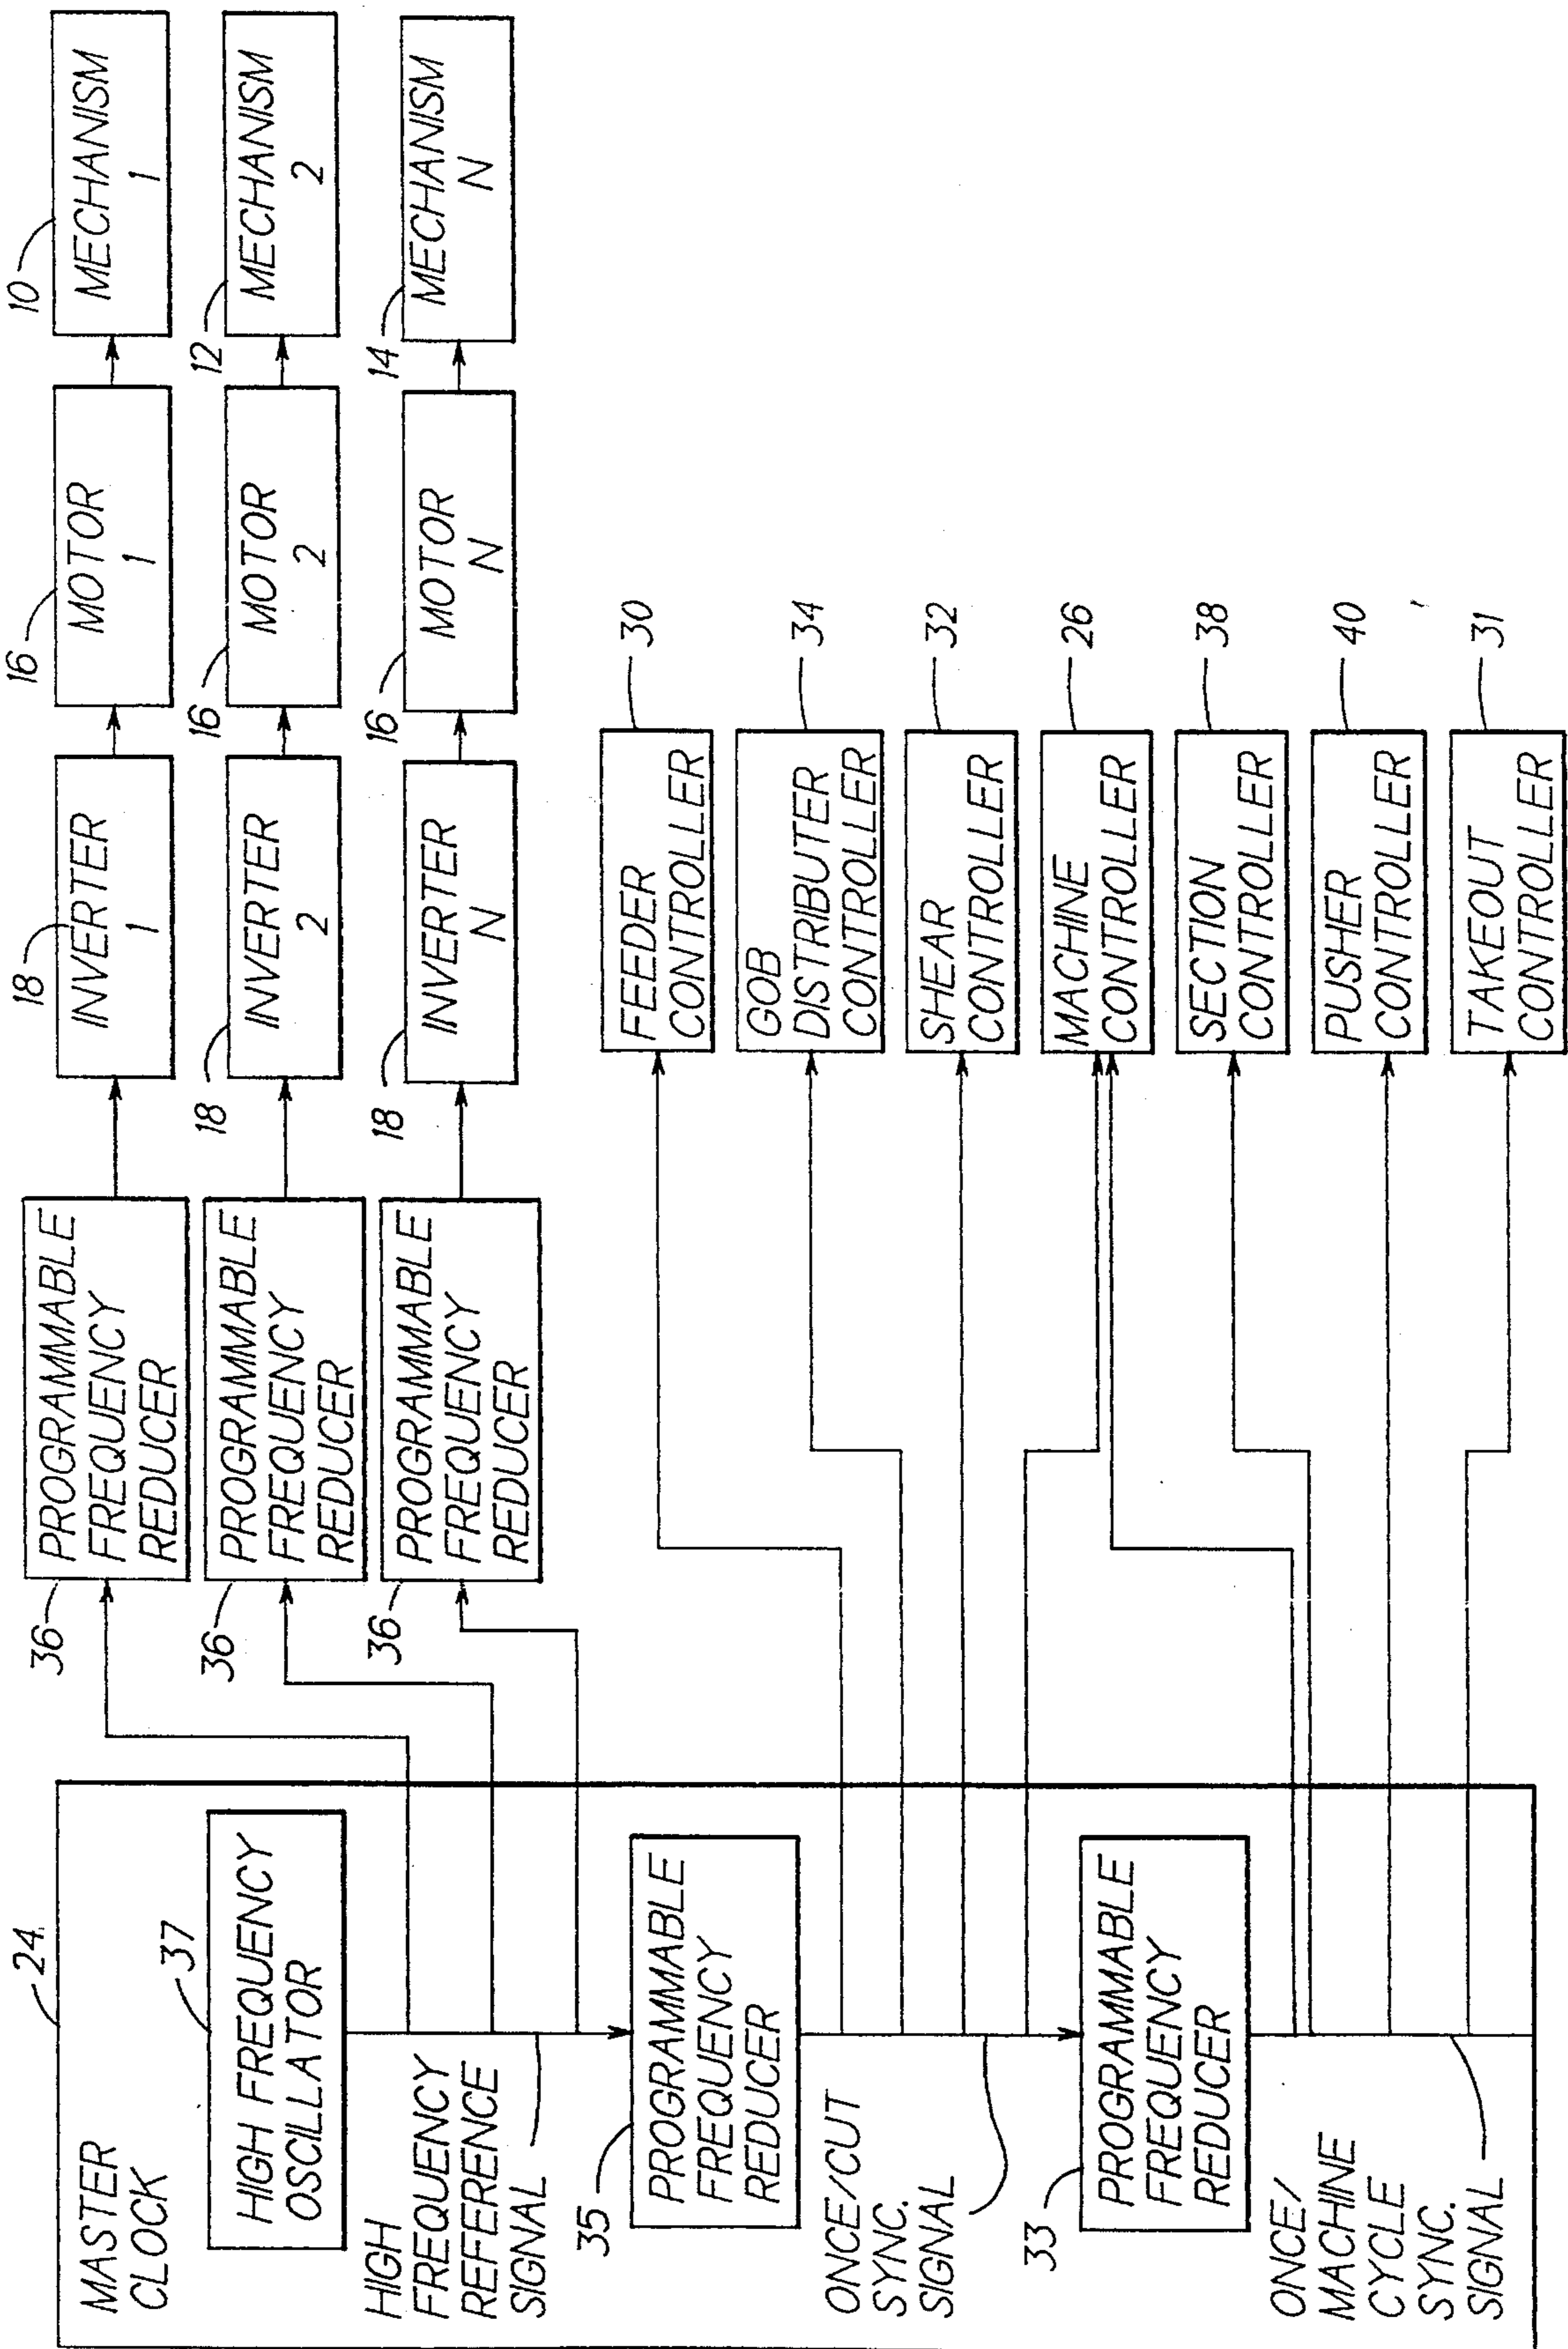 24
MASTER
CLOCK
37
HIGH FREQUENCY
OSCILLATOR
HIGH
FREQUENCY
REFERENCE
SIGNAL
35
PROGRAMMABLE
FREQUENCY
REDUCER
ONCE/CUT
SYNC.
SIGNAL
33
PROGRAMMABLE
FREQUENCY
REDUCER
ONCE/
MACHINE
CYCLE
SYNC.
SIGNAL
36
PROGRAMMABLE
FREQUENCY
REDUCER
18
INVERTER
1
16
MOTOR
1
10
MECHANISM
1
36
PROGRAMMABLE
FREQUENCY
REDUCER
18
INVERTER
2
16
MOTOR
2
12
MECHANISM
2
36
PROGRAMMABLE
FREQUENCY
REDUCER
18
INVERTER
N
16
MOTOR
N
14
MECHANISM
N
FEEDER
CONTROLLER
30
GOB
DISTRIBUTER
CONTROLLER
34
SHEAR
CONTROLLER
32
MACHINE
CONTROLLER
26
SECTION
CONTROLLER
38
PUSHER
CONTROLLER
40
TAKEOUT
CONTROLLER
31